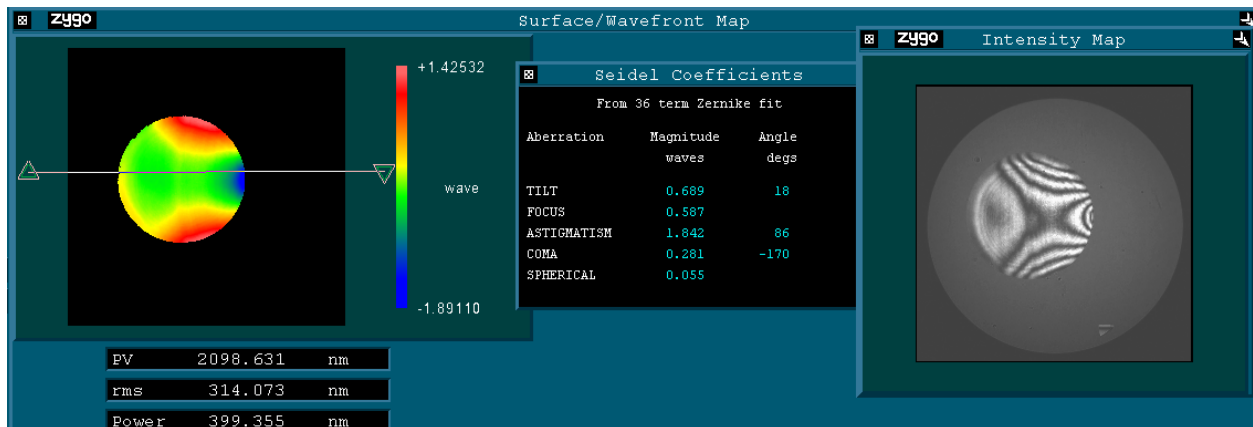 zygo Surface/Wavefront Map
zygo Intensity Map
+1.42532
wave
-1.89110
Seidel Coefficients
From 36 term Zernike fit
Aberration Magnitude Angle
waves degs
TILT 0.689 18
FOCUS 0.587
ASTIGMATISM 1.842 86
COMA 0.281 -170
SPHERICAL 0.055
PV 2098.631 nm
rms 314.073 nm
Power 399.355 nm